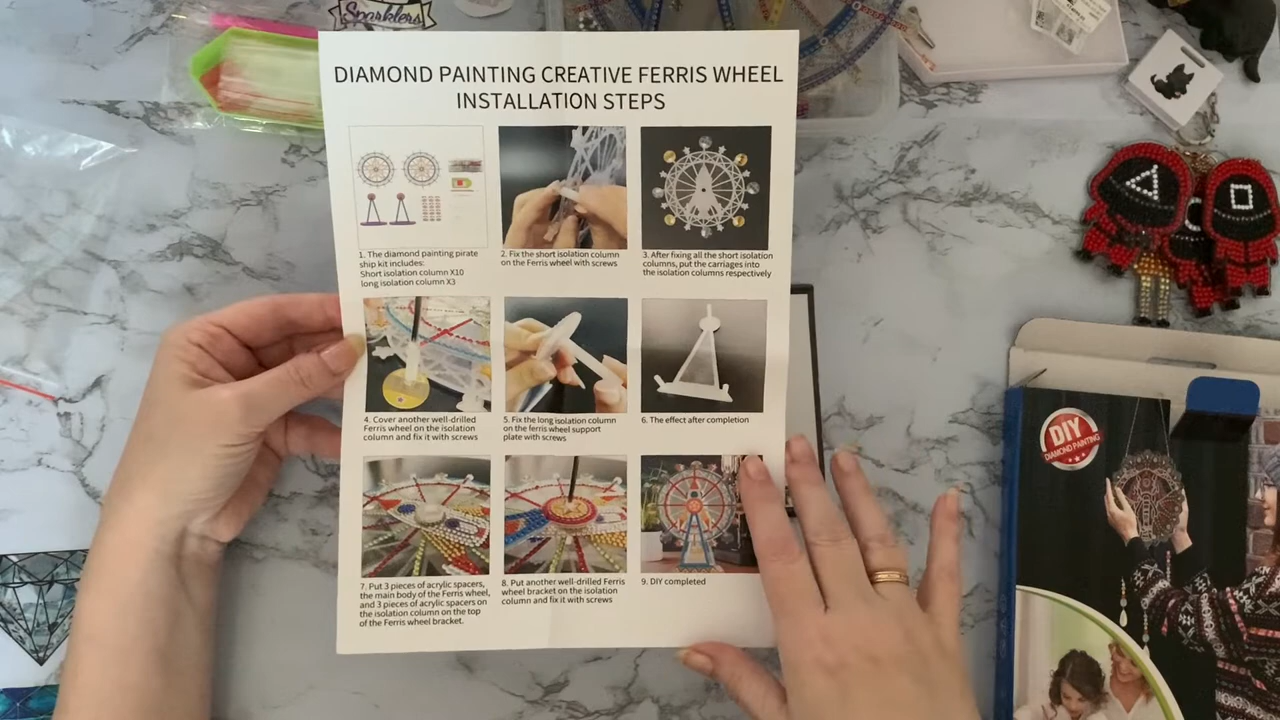 Sparklers
DIAMOND PAINTING CREATIVE FERRIS WHEEL
INSTALLATION STEPS
1. The diamond painting pirate
ship kit includes:
Short isolation column X10
long isolation column X3
2. Fix the short isolation column
on the Ferris wheel with screws
3. After fixing all the short isolation
columns, put the carriages into
the isolation columns respectively
4. Cover another well-drilled
Ferris wheel on the isolation
column and fix it with screws
5. Fix the long isolation column
on the ferris wheel support
plate with screws
6. The effect after completion
7. Put 3 pieces of acrylic spacers,
the main body of the Ferris wheel,
and 3 pieces of acrylic spacers on
the isolation column on the top
of the Ferris wheel bracket.
8. Put another well-drilled Ferris
wheel bracket on the isolation
column and fix it with screws
9. DIY completed
DIY
DIAMOND PAINTING